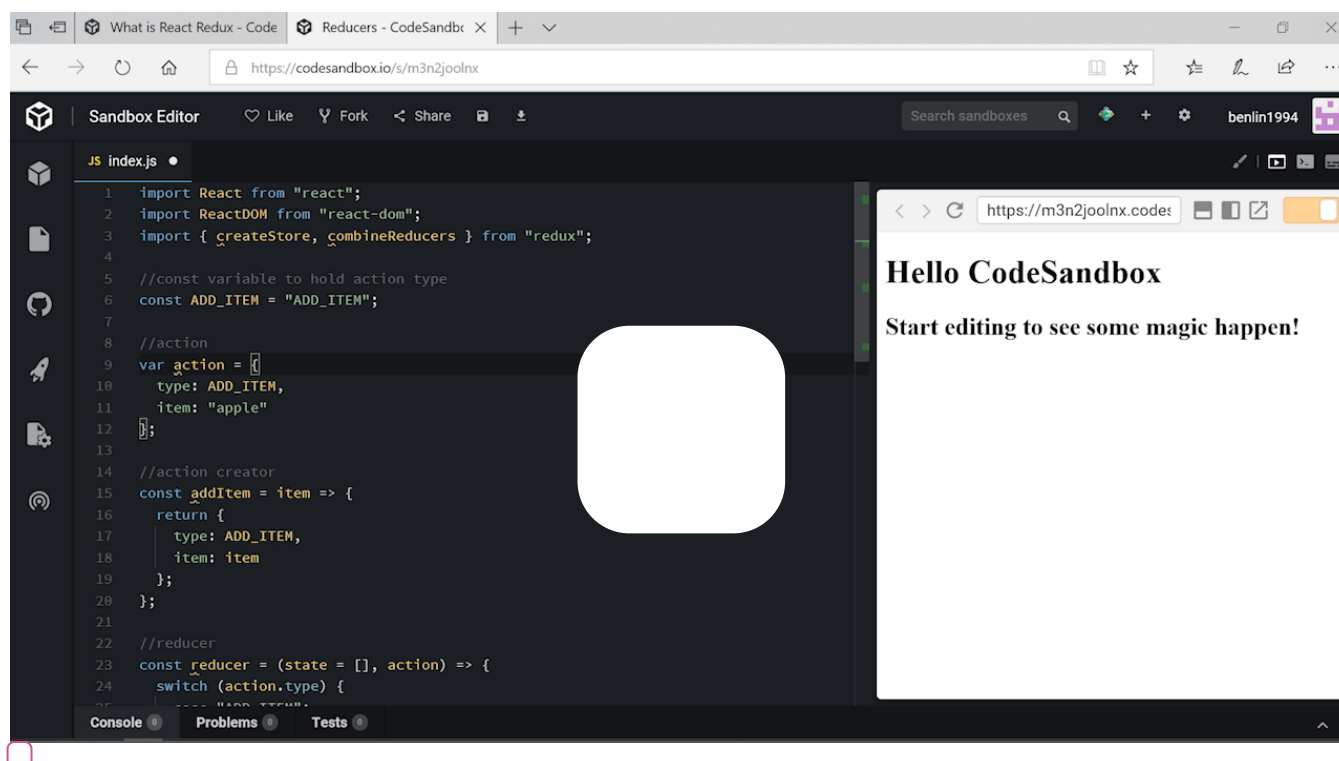 What is React Redux - Code
Reducers - CodeSandbc
https://codesandbox.io/s/m3n2joolnx
Sandbox Editor
Like
Fork
Share
Search sandboxes
benlin1994
JS index.js
1 import React from "react";
2 import ReactDOM from "react-dom";
3 import { createStore, combineReducers } from "redux";
4
5 //const variable to hold action type
6 const ADD_ITEM = "ADD_ITEM";
7
8 //action
9 var action = {
10 type: ADD_ITEM,
11 item: "apple"
12 };
13
14 //action creator
15 const addItem = item => {
16 return {
17 type: ADD_ITEM,
18 item: item
19 };
20 };
21
22 //reducer
23 const reducer = (state = [], action) => {
24 switch (action.type) {
https://m3n2joolnx.codes
Hello CodeSandbox
Start editing to see some magic happen!
Console 0
Problems 0
Tests 0